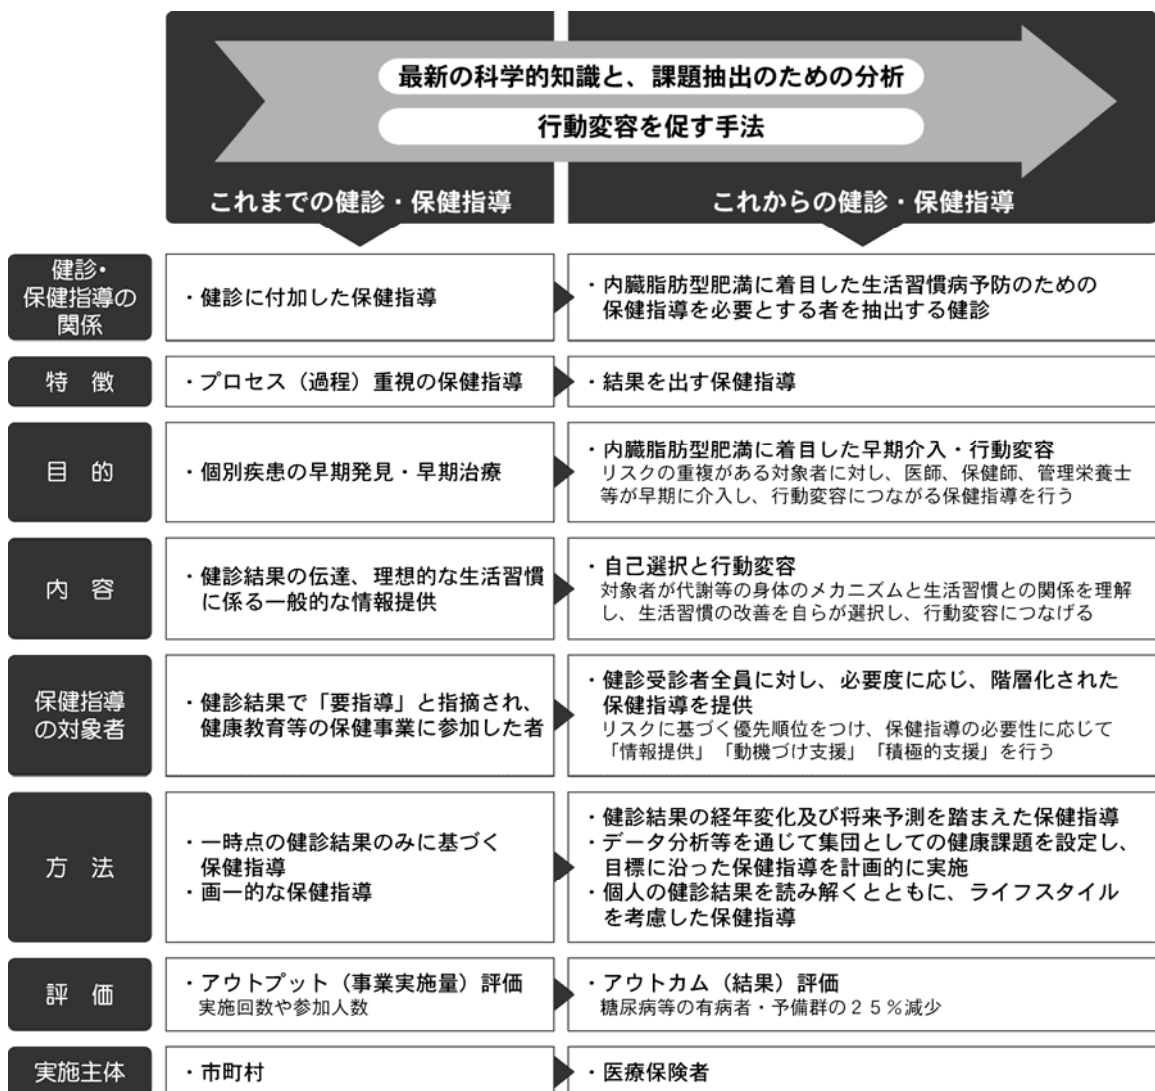 最新の科学的知識と、課題抽出のための分析
行動変容を促す手法
これまでの健診・保健指導
これからの健診・保健指導
健診・
保健指導の
関係
・健診に付加した保健指導
・内臓脂肪型肥満に着目した生活習慣病予防のための
保健指導を必要とする者を抽出する健診
特　徴
・プロセス（過程）重視の保健指導
・結果を出す保健指導
目　的
・個別疾患の早期発見・早期治療
・内臓脂肪型肥満に着目した早期介入・行動変容
リスクの重複がある対象者に対し、医師、保健師、管理栄養士
等が早期に介入し、行動変容につながる保健指導を行う
内　容
・健診結果の伝達、理想的な生活習慣
に係る一般的な情報提供
・自己選択と行動変容
対象者が代謝等の身体のメカニズムと生活習慣との関係を理解
し、生活習慣の改善を自らが選択し、行動変容につなげる
保健指導
の対象者
・健診結果で「要指導」と指摘され、
健康教育等の保健事業に参加した者
・健診受診者全員に対し、必要度に応じ、階層化された
保健指導を提供
リスクに基づく優先順位をつけ、保健指導の必要性に応じて
「情報提供」「動機づけ支援」「積極的支援」を行う
方　法
・一時点の健診結果のみに基づく
保健指導
・画一的な保健指導
・健診結果の経年変化及び将来予測を踏まえた保健指導
・データ分析等を通じて集団としての健康課題を設定し、
目標に沿った保健指導を計画的に実施
・個人の健診結果を読み解くとともに、ライフスタイル
を考慮した保健指導
評　価
・アウトプット（事業実施量）評価
実施回数や参加人数
・アウトカム（結果）評価
糖尿病等の有病者・予備群の２５％減少
実施主体
・市町村
・医療保険者